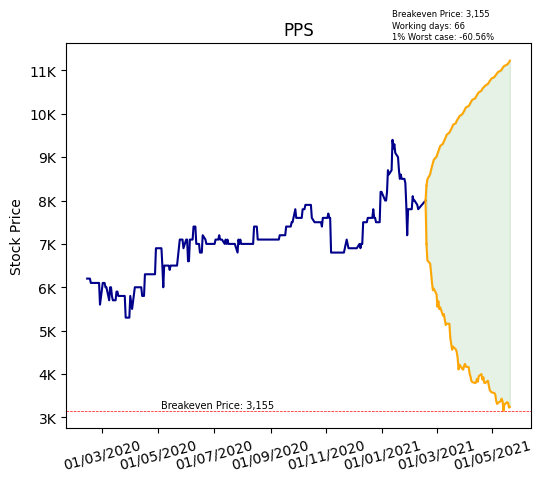 Breakeven Price: 3,155
Working days: 66
1% Worst case: -60.56%
PPS
Stock Price
11K
10K
9K
8K
7K
6K
5K
4K
3K
Breakeven Price: 3,155
01/03/2020
01/05/2020
01/07/2020
01/09/2020
01/11/2020
01/01/2021
01/03/2021
01/05/2021